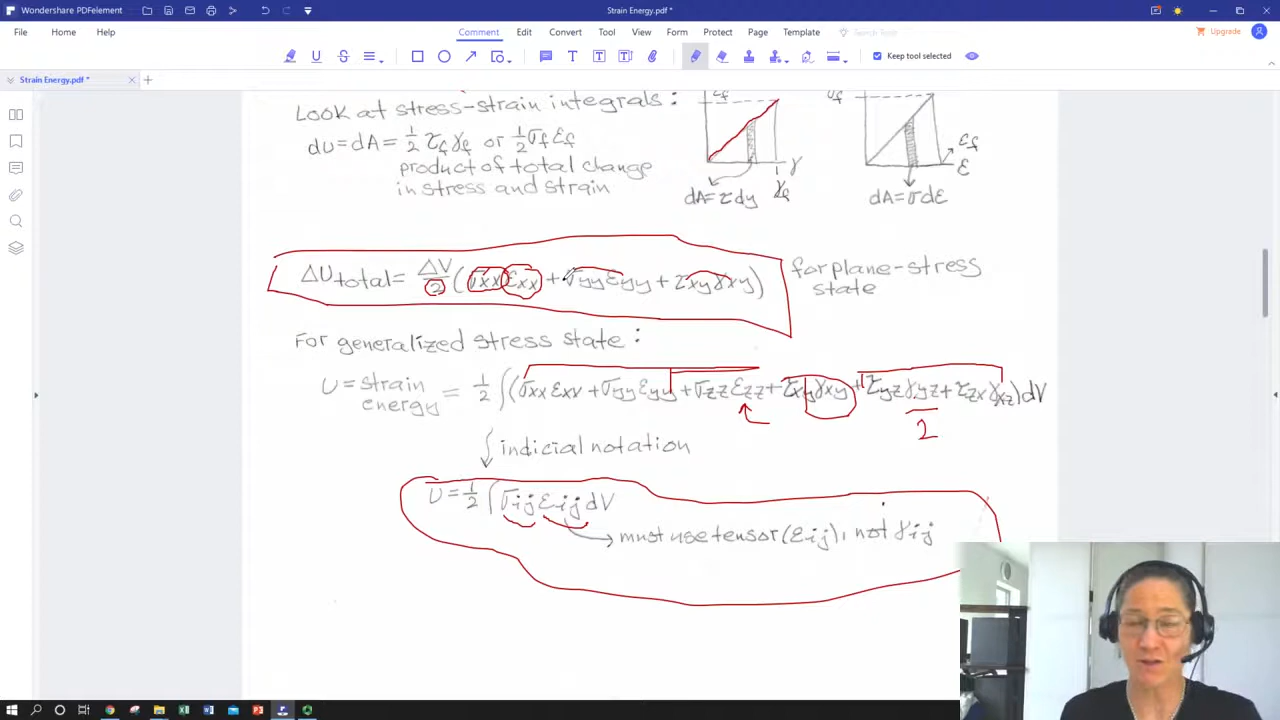 Wondershare PDFelement
Strain Energy.pdf *
File Home Help
Comment Edit Convert Tool View Form Protect Page Template Search Tools
Upgrade
Keep tool selected
Strain Energy.pdf *
Look at stress-strain integrals :
du = dA = 1/2 τf γf or 1/2 σf εf
product of total change
in stress and strain
γ
γf
dA = τdγ
εf
ε
dA = σdε
ΔUtotal = ΔV/2 (σxx εxx + σyy εyy + τxy γxy)
for plane-stress
state
For generalized stress state :
U = strain
energy = 1/2 ∫(σxx εxx + σyy εyy + σzz εzz + τxy γxy + τyz γyz + τzx γxz) dV
2
indicial notation
U = 1/2 ∫ σij εij dV
must use tensor (εij), not γij